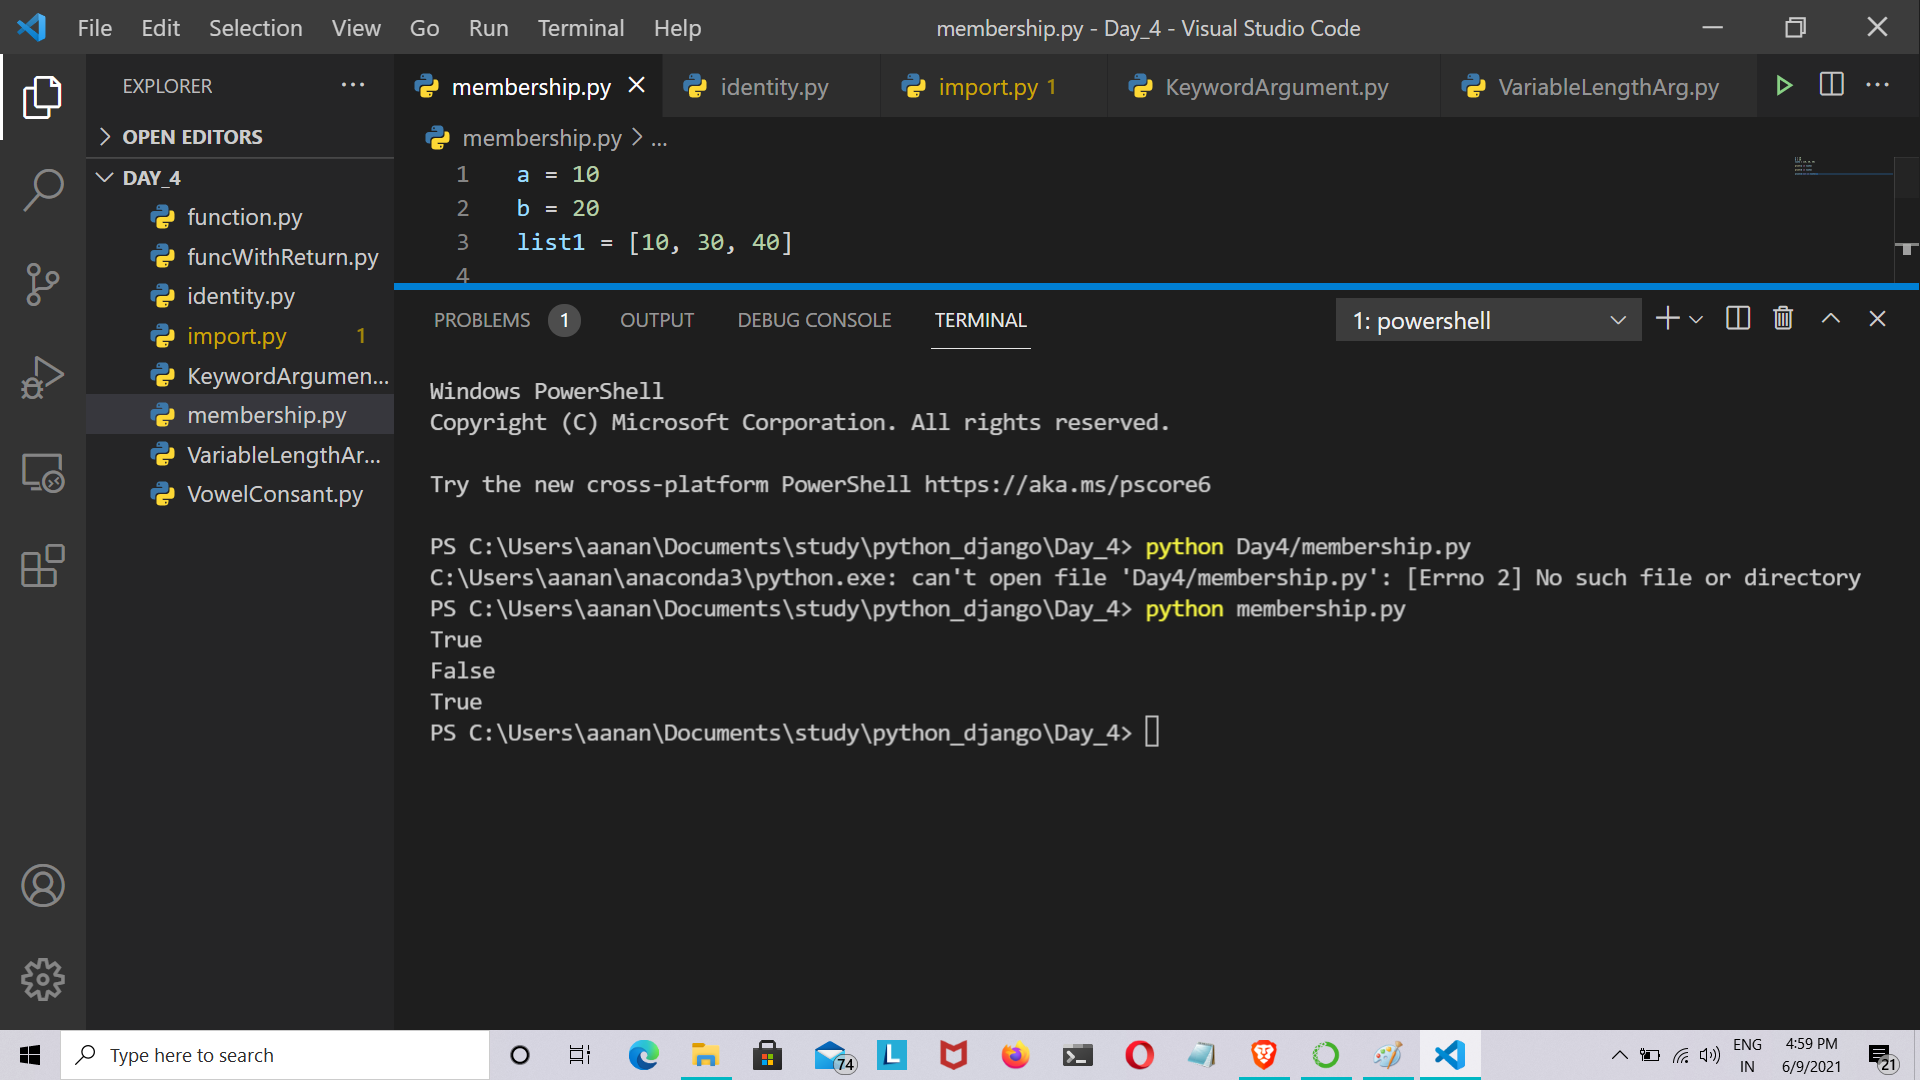 File Edit Selection View Go Run Terminal Help membership.py - Day_4 - Visual Studio Code
EXPLORER
OPEN EDITORS
DAY_4
function.py
funcWithReturn.py
identity.py
import.py 1
KeywordArgumen...
membership.py
VariableLengthAr...
VowelConsant.py
membership.py identity.py import.py 1 KeywordArgument.py VariableLengthArg.py
membership.py > ...
1 a = 10
2 b = 20
3 list1 = [10, 30, 40]
4
PROBLEMS 1 OUTPUT DEBUG CONSOLE TERMINAL 1: powershell
Windows PowerShell
Copyright (C) Microsoft Corporation. All rights reserved.
Try the new cross-platform PowerShell https://aka.ms/pscore6
PS C:\Users\aanan\Documents\study\python_django\Day_4> python Day4/membership.py
C:\Users\aanan\anaconda3\python.exe: can't open file 'Day4/membership.py': [Errno 2] No such file or directory
PS C:\Users\aanan\Documents\study\python_django\Day_4> python membership.py
True
False
True
PS C:\Users\aanan\Documents\study\python_django\Day_4>
Type here to search
74
L
ENG
IN
4:59 PM
6/9/2021
21